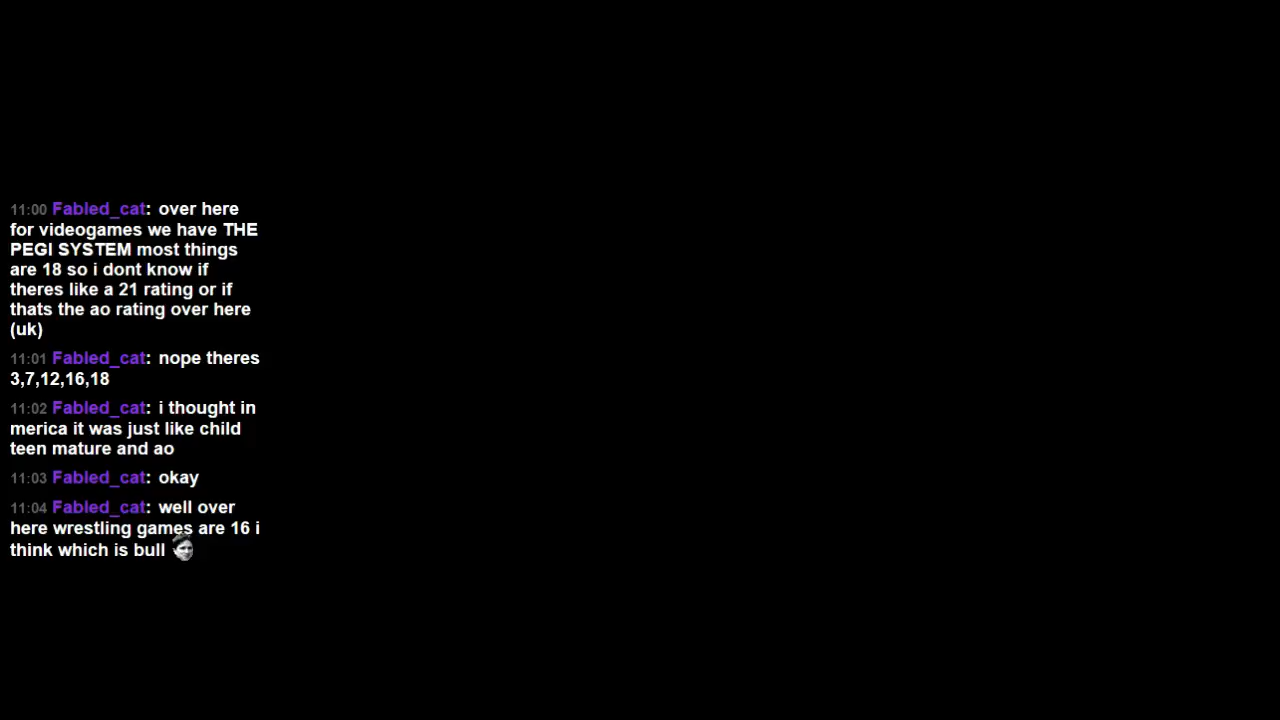 11:00 Fabled_cat: over here
for videogames we have THE
PEGI SYSTEM most things
are 18 so i dont know if
theres like a 21 rating or if
thats the ao rating over here
(uk)
11:01 Fabled_cat: nope theres
3,7,12,16,18
11:02 Fabled_cat: i thought in
merica it was just like child
teen mature and ao
11:03 Fabled_cat: okay
11:04 Fabled_cat: well over
here wrestling games are 16 i
think which is bull